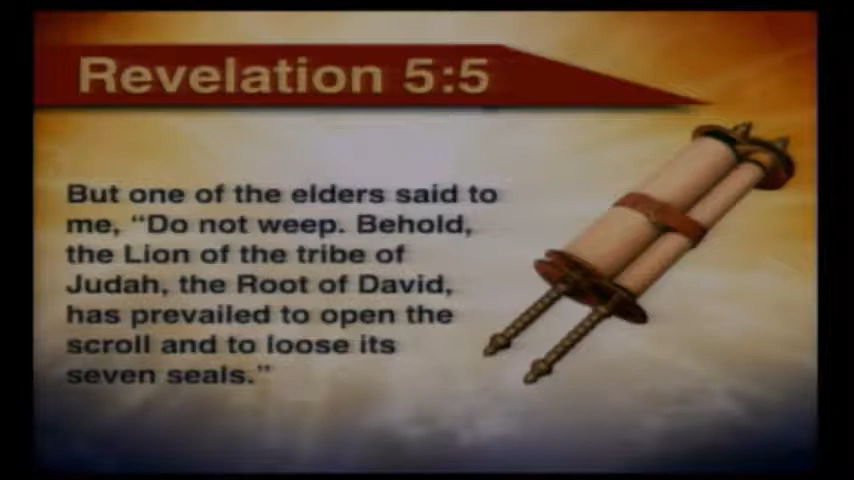 Revelation 5:5
But one of the elders said to
me, “Do not weep. Behold,
the Lion of the tribe of
Judah, the Root of David,
has prevailed to open the
scroll and to loose its
seven seals.”